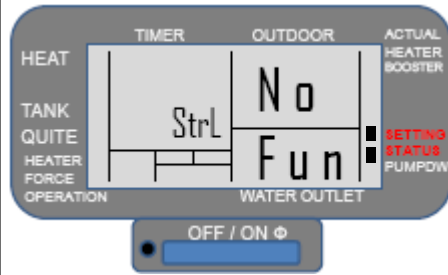 TIMER OUTDOOR ACTUAL
HEAT HEATER
BOOSTER
No
TANK StrL
QUITE SETTING
HEATER Fun STATUS
FORCE PUMPDW
OPERATION WATER OUTLET
OFF / ON Φ